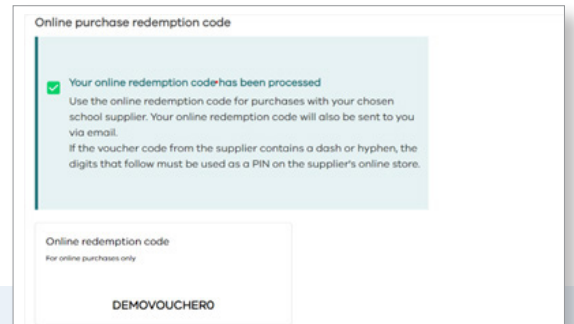 Online purchase redemption code
Your online redemption code has been processed
Use the online redemption code for purchases with your chosen
school supplier. Your online redemption code will also be sent to you
via email.
If the voucher code from the supplier contains a dash or hyphen, the
digits that follow must be used as a PIN on the supplier's online store.
Online redemption code
For online purchases only
DEMOVOUCHER0